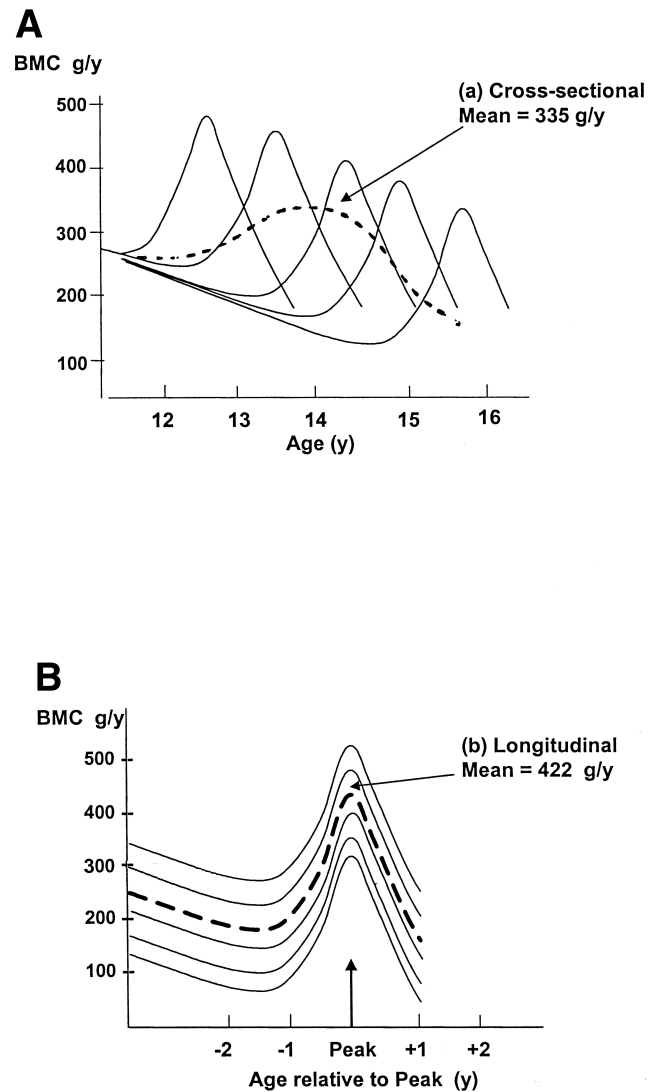 A
BMC g/y
(a) Cross-sectional
Mean = 335 g/y
500
400
300
200
100
12 13 14 15 16
Age (y)
B
BMC g/y
(b) Longitudinal
Mean = 422 g/y
500
400
300
200
100
-2 -1 Peak +1 +2
Age relative to Peak (y)